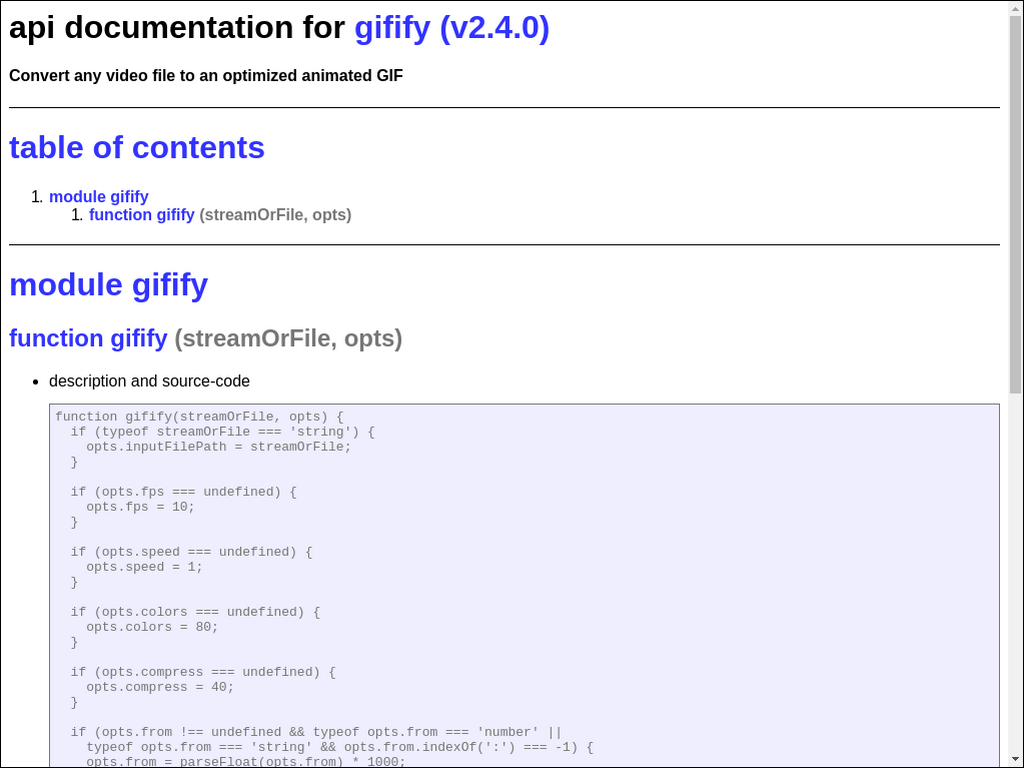 api documentation for gifify (v2.4.0)
Convert any video file to an optimized animated GIF
table of contents
1. module gifify
1. function gifify (streamOrFile, opts)
module gifify
function gifify (streamOrFile, opts)
• description and source-code
function gifify(streamOrFile, opts) {
  if (typeof streamOrFile === 'string') {
    opts.inputFilePath = streamOrFile;
  }

  if (opts.fps === undefined) {
    opts.fps = 10;
  }

  if (opts.speed === undefined) {
    opts.speed = 1;
  }

  if (opts.colors === undefined) {
    opts.colors = 80;
  }

  if (opts.compress === undefined) {
    opts.compress = 40;
  }

  if (opts.from !== undefined && typeof opts.from === 'number' ||
    typeof opts.from === 'string' && opts.from.indexOf(':') === -1) {
    opts.from = parseFloat(opts.from) * 1000;